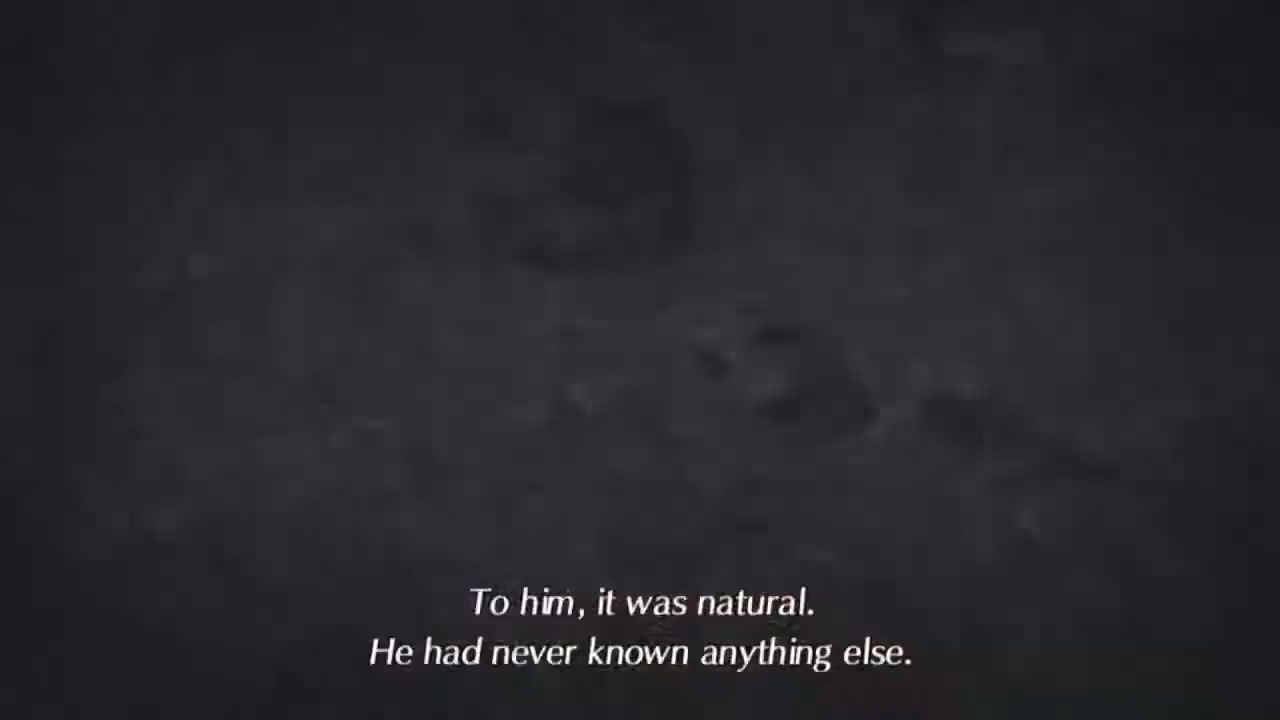 To him, it was natural.
He had never known anything else.